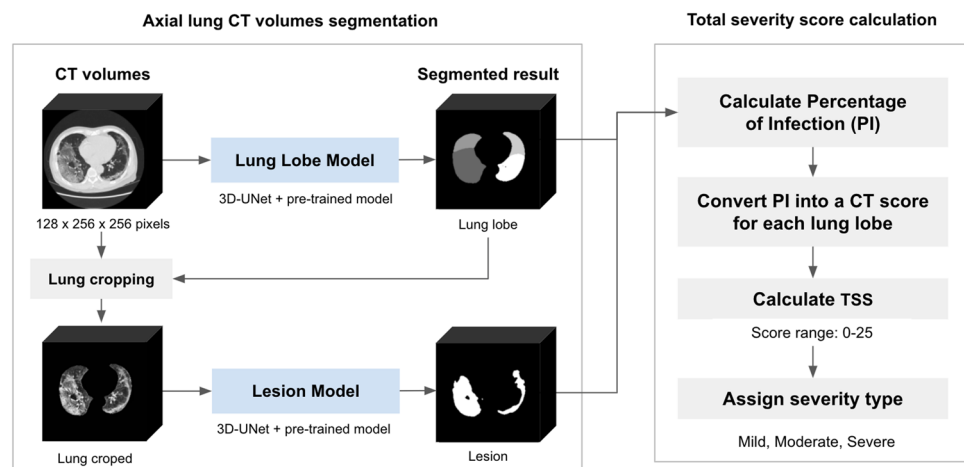 Axial lung CT volumes segmentation
CT volumes
Segmented result
Lung Lobe Model
3D-UNet + pre-trained model
128 x 256 x 256 pixels
Lung lobe
Lung cropping
Lesion Model
3D-UNet + pre-trained model
Lung croped
Lesion
Total severity score calculation
Calculate Percentage
of Infection (PI)
Convert PI into a CT score
for each lung lobe
Calculate TSS
Score range: 0-25
Assign severity type
Mild, Moderate, Severe